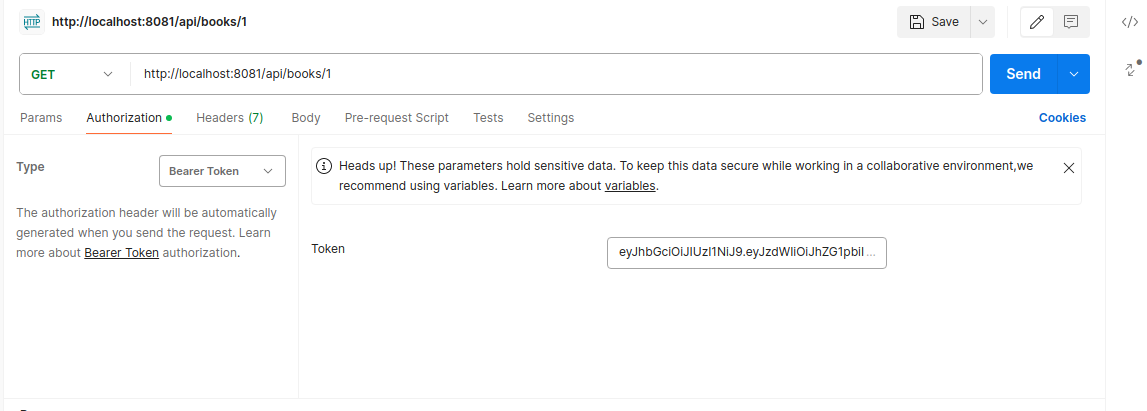 HTTP http://localhost:8081/api/books/1 Save </>
GET http://localhost:8081/api/books/1 Send
Params Authorization Headers (7) Body Pre-request Script Tests Settings Cookies
Type Bearer Token
The authorization header will be automatically
generated when you send the request. Learn
more about Bearer Token authorization.
Heads up! These parameters hold sensitive data. To keep this data secure while working in a collaborative environment,we
recommend using variables. Learn more about variables.
Token eyJhbGciOiJIUzI1NiJ9.eyJzdWIiOiJhZG1pbiI ...